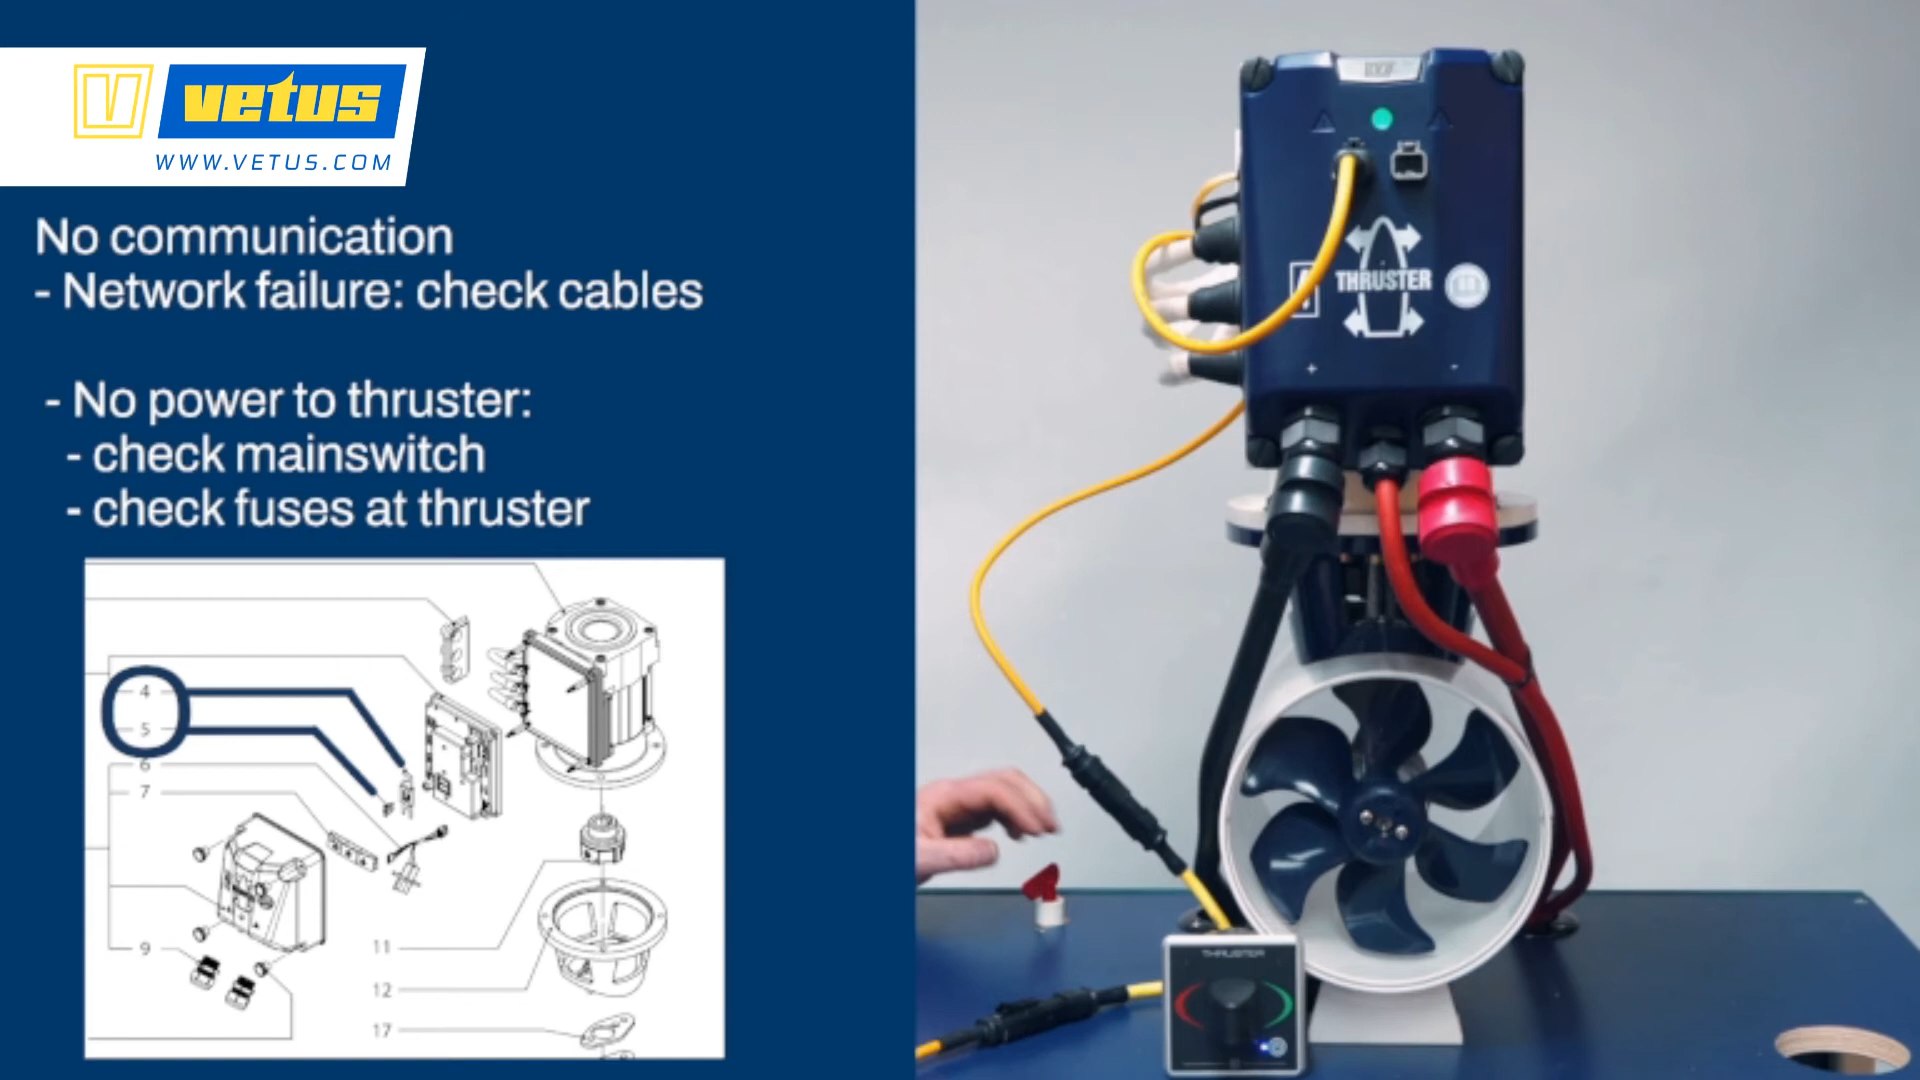 V vetus
WWW.VETUS.COM
No communication
- Network failure: check cables
- No power to thruster:
- check mainswitch
- check fuses at thruster
4
5
6
7
9
11
12
17
THRUSTER
+ -
THRUSTER